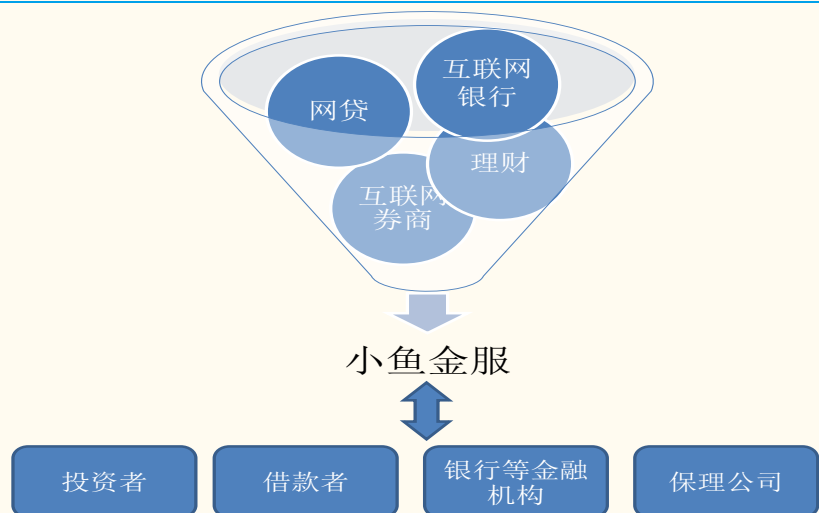 互联网
银行
网贷
理财
互联网
券商
小鱼金服
投资者
借款者
银行等金融
机构
保理公司